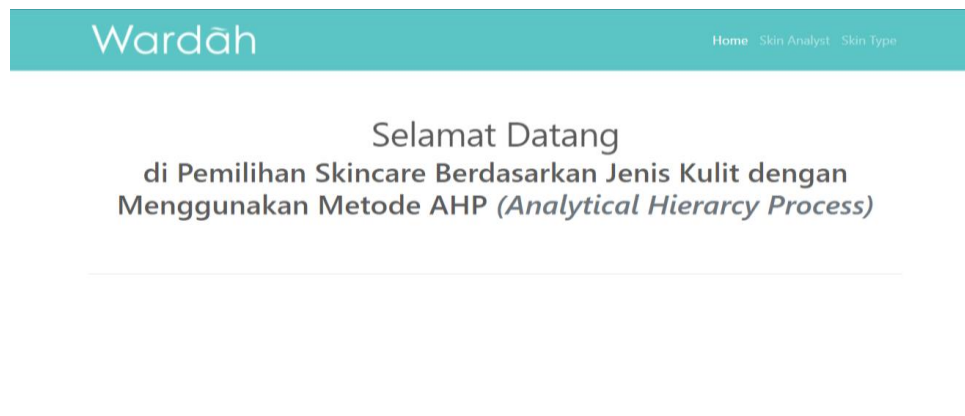 Wardāh
Home Skin Analyst Skin Type
Selamat Datang
di Pemilihan Skincare Berdasarkan Jenis Kulit dengan
Menggunakan Metode AHP (Analytical Hierarcy Process)